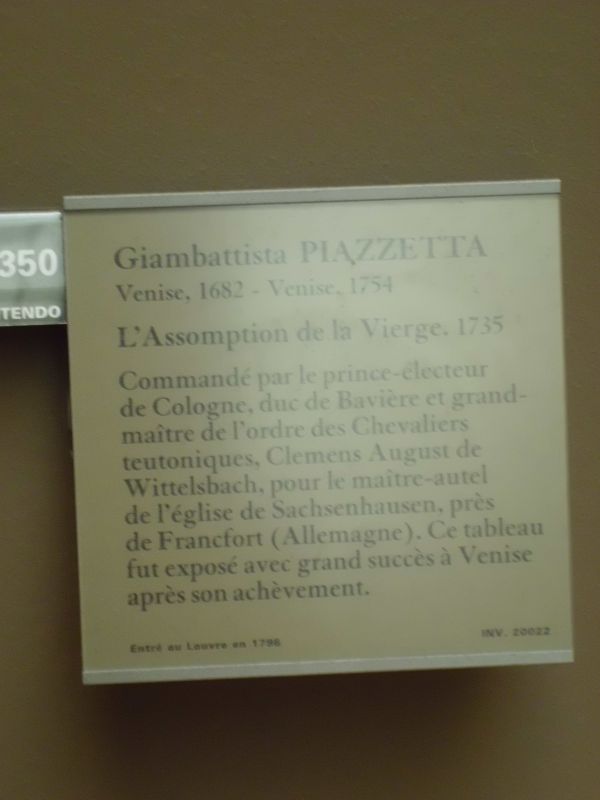 350
TENDO
Giambattista PIAZZETTA
Venise, 1682 - Venise, 1754
L'Assomption de la Vierge. 1735
Commandé par le prince-électeur
de Cologne, duc de Bavière et grand-
maître de l'ordre des Chevaliers
teutoniques, Clemens August de
Wittelsbach, pour le maître-autel
de l'église de Sachsenhausen, près
de Francfort (Allemagne). Ce tableau
fut exposé avec grand succès à Venise
après son achèvement.
Entré au Louvre en 1796
INV. 20022